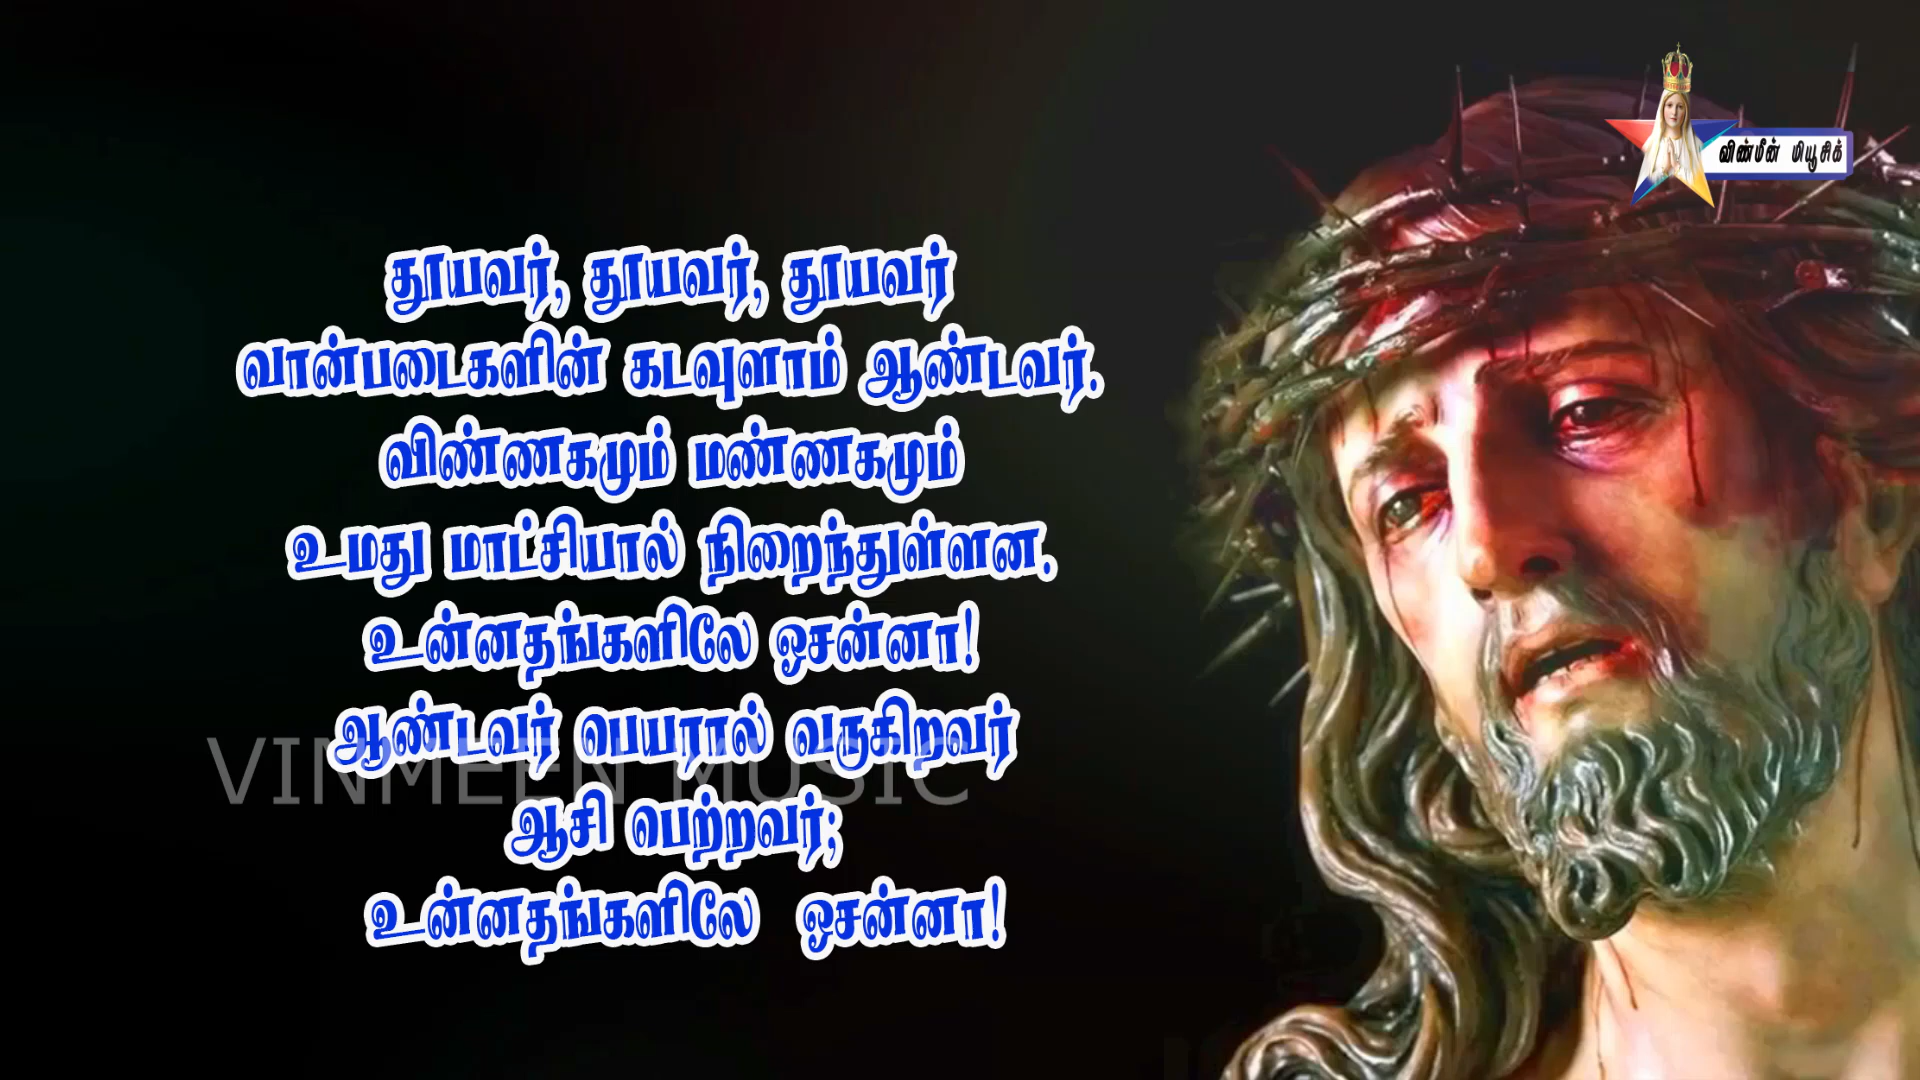 விண்மீன் மியூசிக்
தூயவர், தூயவர், தூயவர்
வான்படைகளின் கடவுளாம் ஆண்டவர்.
விண்ணகமும் மண்ணகமும்
உமது மாட்சியால் நிறைந்துள்ளன.
உன்னதங்களிலே ஓசன்னா!
ஆண்டவர் பெயரால் வருகிறவர்
VINMEEN MUSIC
ஆசி பெற்றவர்;
உன்னதங்களிலே ஓசன்னா!